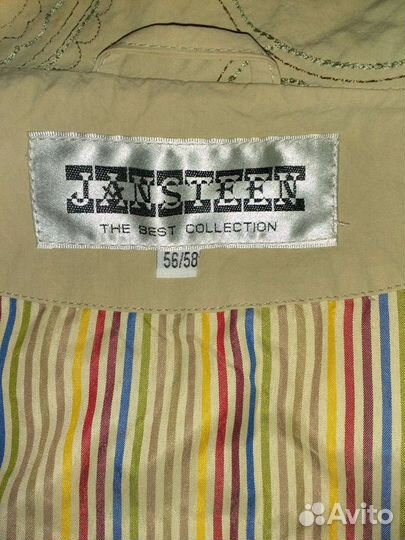 JANSTEEN
THE BEST COLLECTION
56/58
Avito